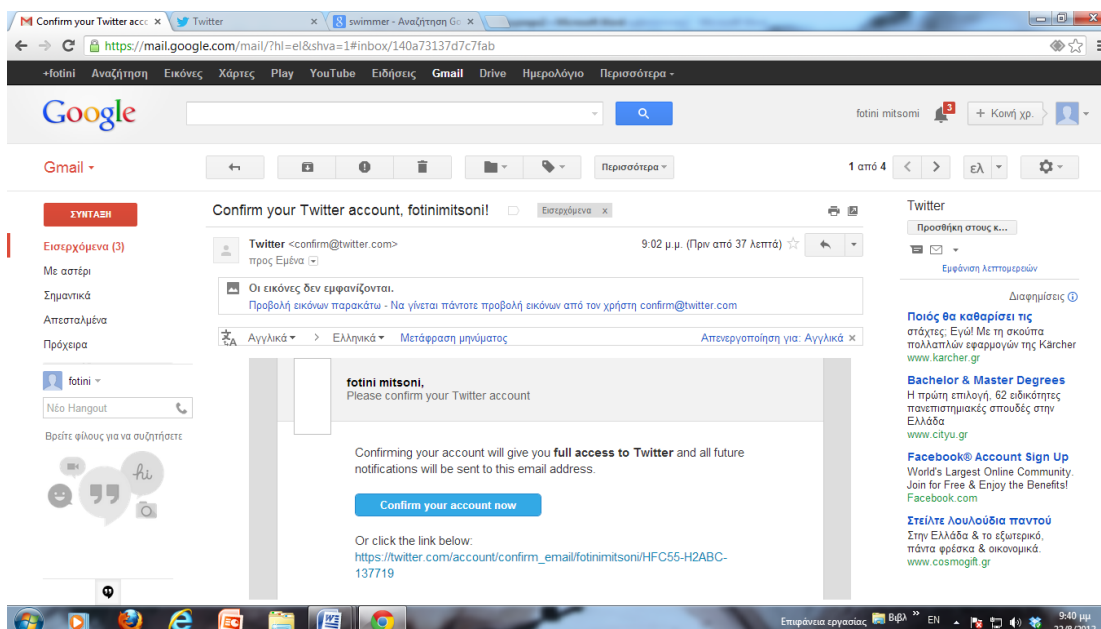 Confirm your Twitter acco
Twitter
swimmer - Αναζήτηση Go
https://mail.google.com/mail/?hl=el&shva=1#inbox/140a73137d7c7fab
+fotini Αναζήτηση Εικόνες Χάρτες Play YouTube Ειδήσεις Gmail Drive Ημερολόγιο Περισσότερα
Google
fotini mitsomi 3 + Κοινή χρ.
Gmail
Περισσότερα
1 από 4
ελ
ΣΥΝΤΑΞΗ
Εισερχόμενα (3)
Με αστέρι
Σημαντικά
Απεσταλμένα
Πρόχειρα
fotini
Νέο Hangout
Βρείτε φίλους για να συζητήσετε
hi
Confirm your Twitter account, fotinimitsoni!
Εισερχόμενα x
Twitter <confirm@twitter.com>
9:02 μ.μ. (Πριν από 37 λεπτά)
προς Εμένα
Οι εικόνες δεν εμφανίζονται.
Προβολή εικόνων παρακάτω - Να γίνεται πάντοτε προβολή εικόνων από τον χρήστη confirm@twitter.com
Αγγλικά > Ελληνικά Μετάφραση μηνύματος
Απενεργοποίηση για: Αγγλικά x
fotini mitsoni,
Please confirm your Twitter account
Confirming your account will give you full access to Twitter and all future
notifications will be sent to this email address.
Confirm your account now
Or click the link below:
https://twitter.com/account/confirm_email/fotinimitsoni/HFC55-H2ABC-
137719
Twitter
Προσθήκη στους κ...
Εμφάνιση λεπτομερειών
Διαφημίσεις
Ποιός θα καθαρίσει τις
στάχτες; Εγώ! Με τη σκούπα
πολλαπλών εφαρμογών της Kärcher
www.karcher.gr
Bachelor & Master Degrees
Η πρώτη επιλογή, 62 ειδικότητες
πανεπιστημιακές σπουδές στην
Ελλάδα
www.cityu.gr
Facebook® Account Sign Up
World's Largest Online Community.
Join for Free & Enjoy the Benefits!
Facebook.com
Στείλτε λουλούδια παντού
Στην Ελλάδα & το εξωτερικό,
πάντα φρέσκα & οικονομικά.
www.cosmogift.gr
Επιφάνεια εργασίας Βιβλ » EN 9:40 μμ